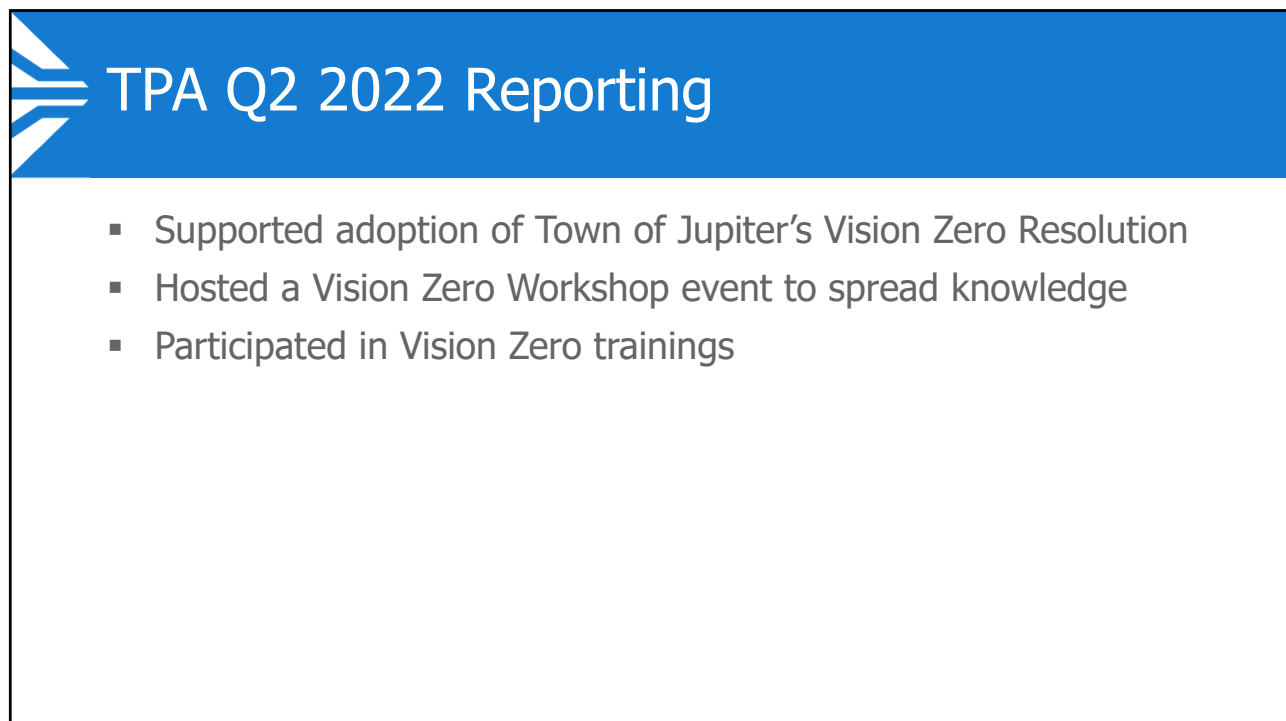 TPA Q2 2022 Reporting
▪ Supported adoption of Town of Jupiter’s Vision Zero Resolution
▪ Hosted a Vision Zero Workshop event to spread knowledge
▪ Participated in Vision Zero trainings